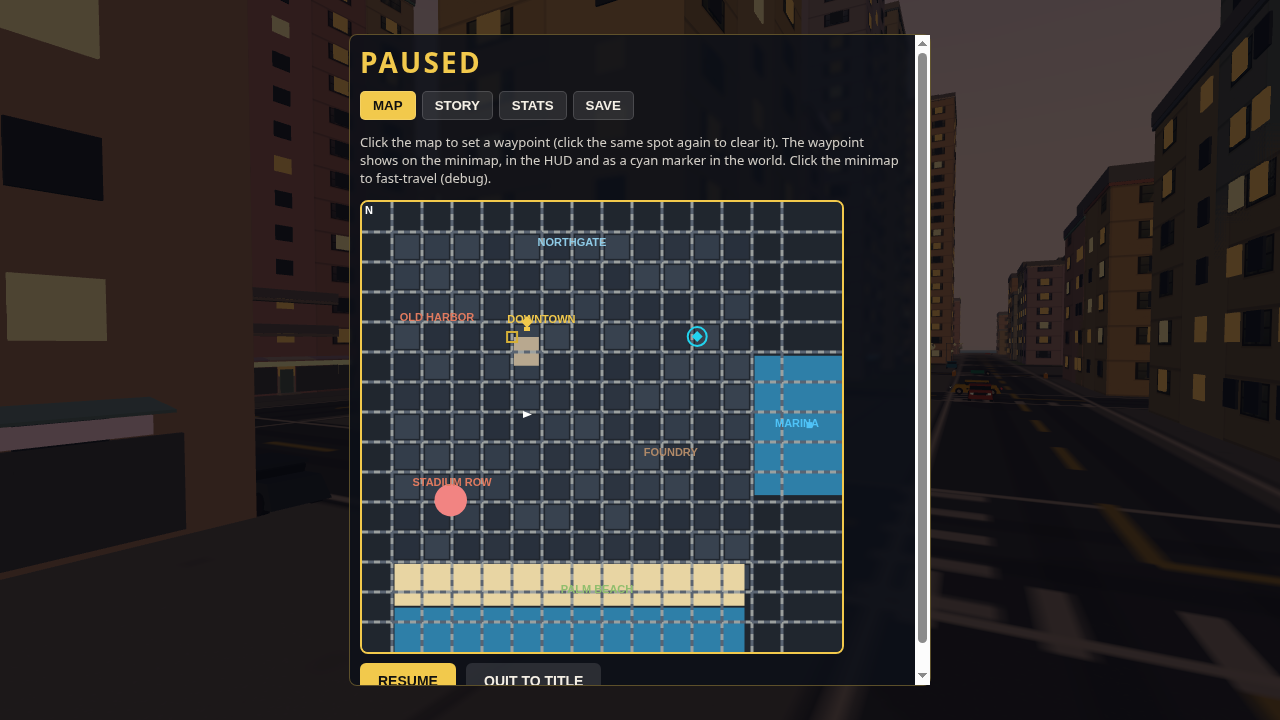 PAUSED
MAP
STORY
STATS
SAVE
Click the map to set a waypoint (click the same spot again to clear it). The waypoint
shows on the minimap, in the HUD and as a cyan marker in the world. Click the minimap
to fast-travel (debug).
N
NORTHGATE
OLD HARBOR
DOWNTOWN
MARINA
FOUNDRY
STADIUM ROW
PALM BEACH
RESUME
QUIT TO TITLE